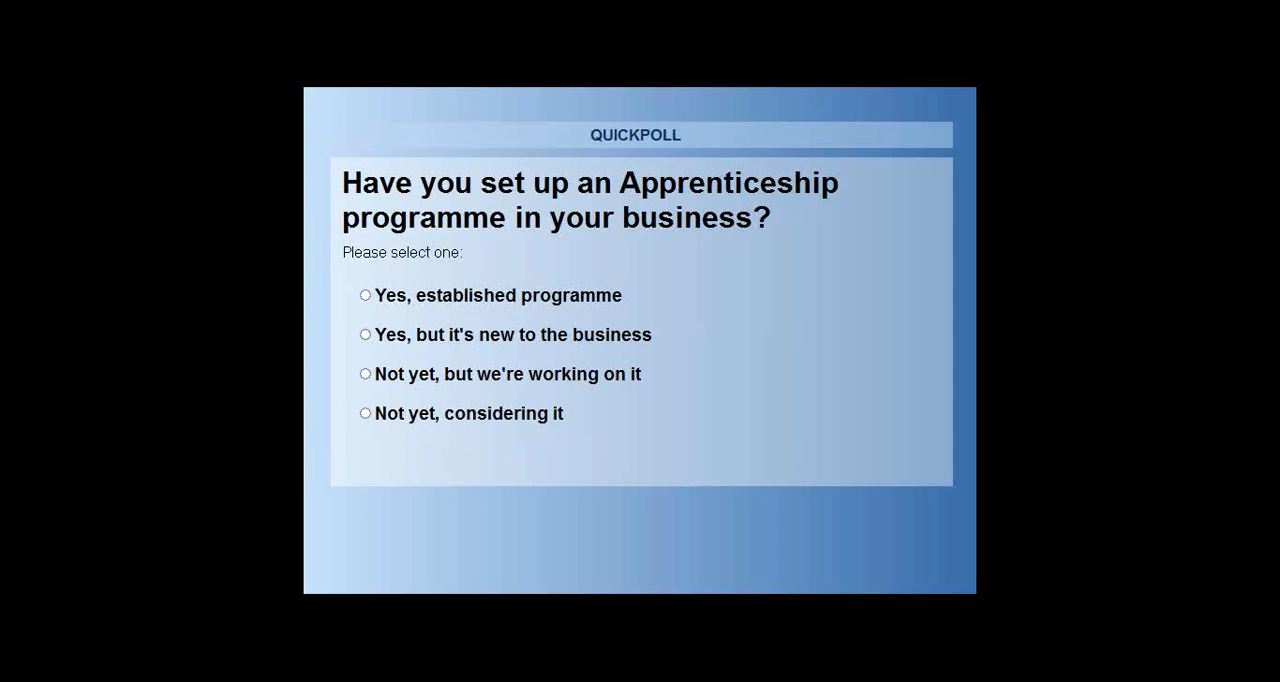 QUICKPOLL
Have you set up an Apprenticeship
programme in your business?
Please select one:
Yes, established programme
Yes, but it's new to the business
Not yet, but we're working on it
Not yet, considering it